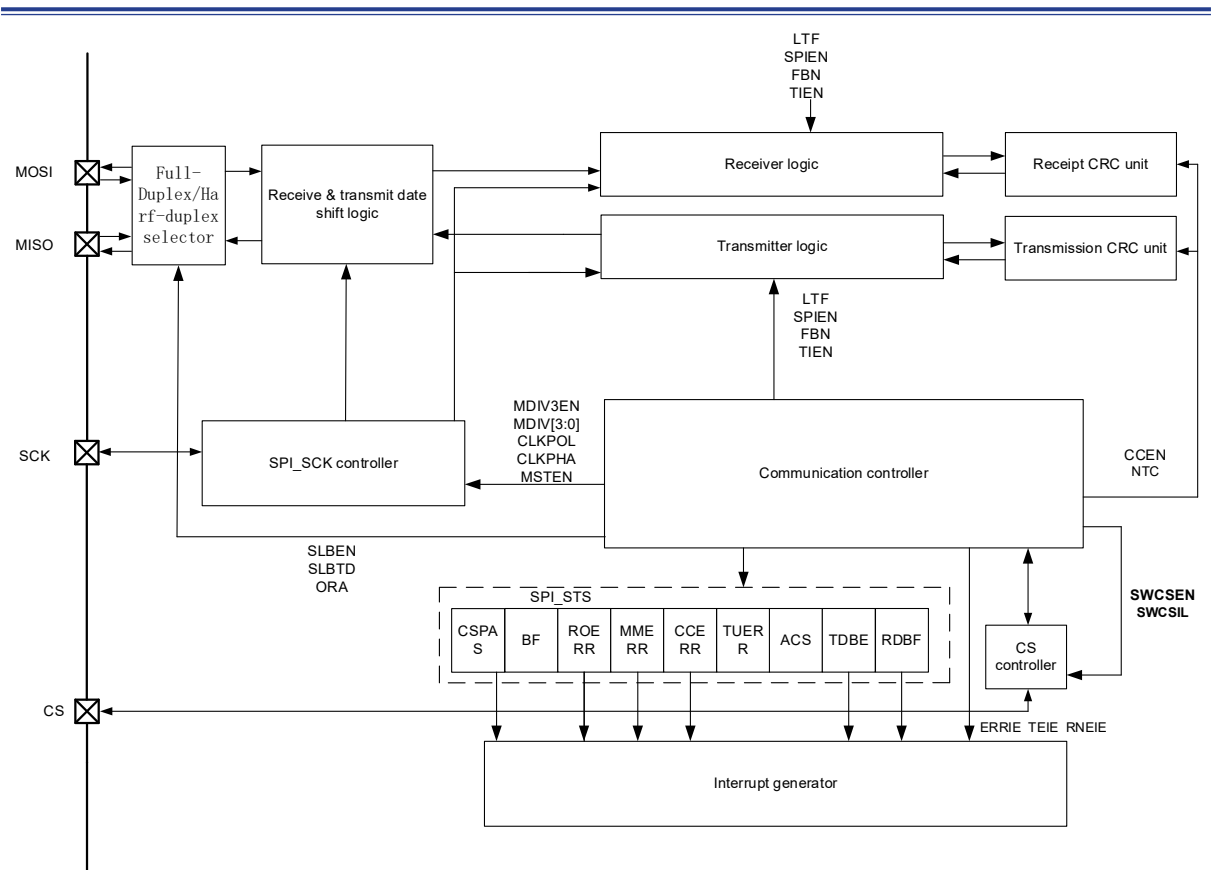 LTF
SPIEN
FBN
TIEN
MOSI
MISO
Full-
Duplex/Ha
rf-duplex
selector
Receive & transmit date
shift logic
Receiver logic
Receipt CRC unit
Transmitter logic
Transmission CRC unit
LTF
SPIEN
FBN
TIEN
SCK
SPI_SCK controller
MDIV3EN
MDIV[3:0]
CLKPOL
CLKPHA
MSTEN
Communication controller
CCEN
NTC
SLBEN
SLBTD
ORA
SPI_STS
CSPA
S
BF
ROE
RR
MME
RR
CCE
RR
TUER
R
ACS
TDBE
RDBF
SWCSEN
SWCSIL
CS
controller
CS
ERRIE TEIE RNEIE
Interrupt generator